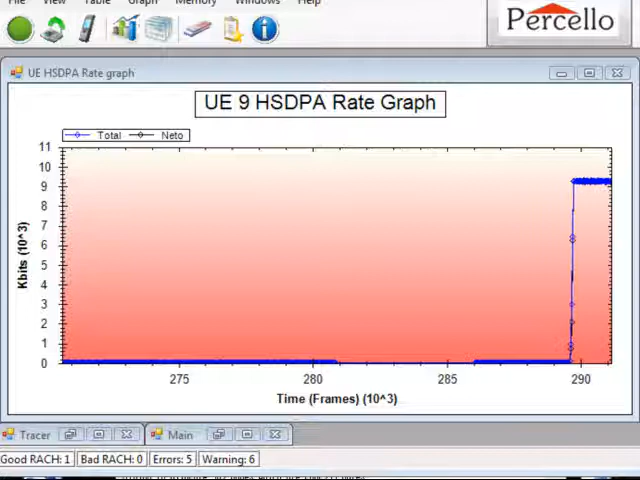 File View Table Graph Memory Windows Help
Percello
UE HSDPA Rate graph
UE 9 HSDPA Rate Graph
Total Neto
11
10
9
8
7
6
5
4
3
2
1
0
Kbits (10^3)
275 280 285 290
Time (Frames) (10^3)
Tracer Main
Good RACH: 1 Bad RACH: 0 Errors: 5 Warning: 6